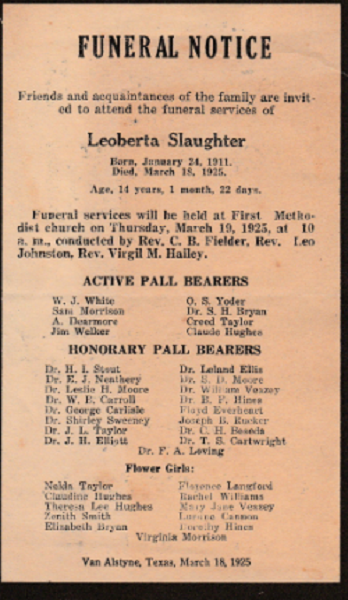 FUNERAL NOTICE
Friends and acquaintances of the family are invit-
ed to attend the funeral services of
Leoberta Slaughter
Born, January 24, 1911.
Died, March 18, 1925.
Age, 14 years, 1 month, 22 days.
Funeral services will be held at First Metho-
dist church on Thursday, March 19, 1925, at 10
a.m., conducted by Rev. C. B. Fielder, Rev. Leo
Johnston, Rev. Virgil M. Hailey.
ACTIVE PALL BEARERS
W. J. White O. S. Yoder
Sam Morrison Dr. S. H. Bryan
A. Dearmore Creed Taylor
Jim Welker Claude Hughes
HONORARY PALL BEARERS
Dr. H. I. Stout Dr. Leland Ellis
Dr. E. J. Neathery Dr. S. D. Moore
Dr. Leslie H. Moore Dr. William Veazey
Dr. W. B. Carroll Dr. B. F. Hines
Dr. George Carlisle Floyd Everheart
Dr. Shirley Sweeney Joseph B. Rucker
Dr. J. L. Taylor Dr. C. H.
Dr. J. H. Elliott Dr. T. S. Cartwright
Dr. F. A. Loving
Flower Girls:
Nelda Taylor Florence Langford
Claudine Hughes Rachel Williams
Theresa Lee Hughes Mary Jane Veazey
Zenith Smith Cannon
Elizabeth Bryan Dorothy Hines
Virginia Morrison
Van Alstyne, Texas, March 18, 1925